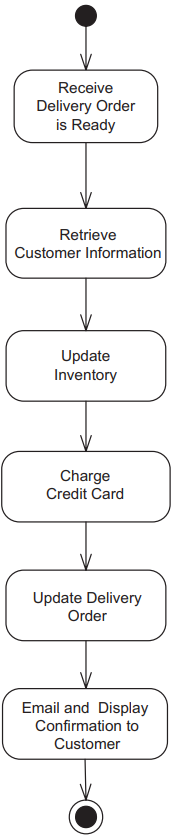 Receive
Delivery Order
is Ready
Retrieve
Customer Information
Update
Inventory
Charge
Credit Card
Update Delivery
Order
Email and Display
Confirmation to
Customer